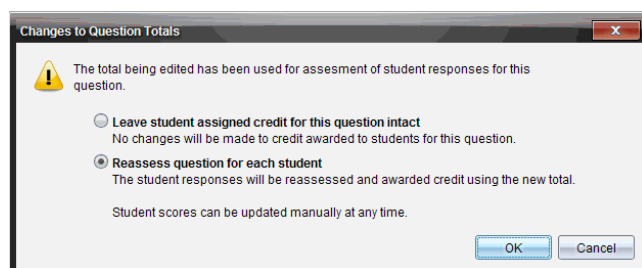 Changes to Question Totals
The total being edited has been used for assesment of student responses for this
question.
Leave student assigned credit for this question intact
No changes will be made to credit awarded to students for this question.
Reassess question for each student
The student responses will be reassessed and awarded credit using the new total.
Student scores can be updated manually at any time.
OK Cancel